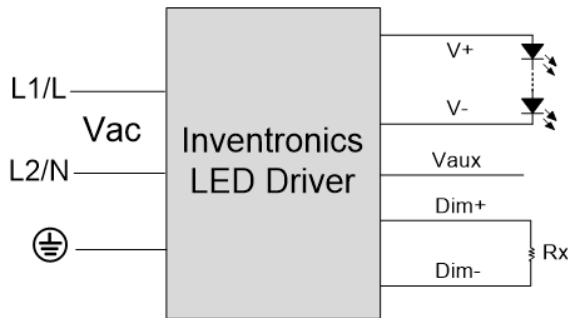 L1/L
Vac
L2/N
Inventronics
LED Driver
V+
V-
Vaux
Dim+
Rx
Dim-